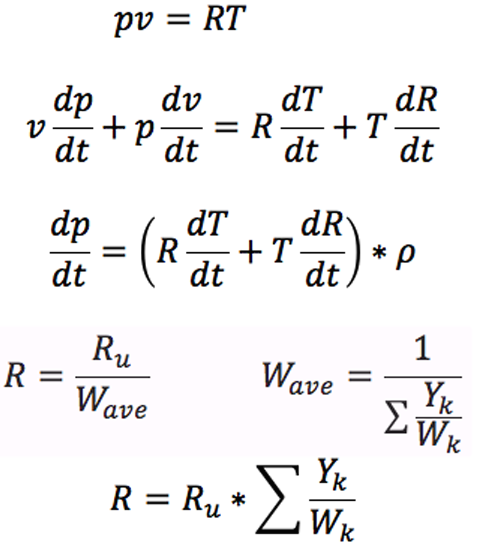 pv = RT
v dp/dt + p dv/dt = R dT/dt + T dR/dt
dp/dt = (R dT/dt + T dR/dt) * ρ
R = R_u/W_ave    W_ave = 1/(∑ Y_k/W_k)
R = R_u * ∑ Y_k/W_k